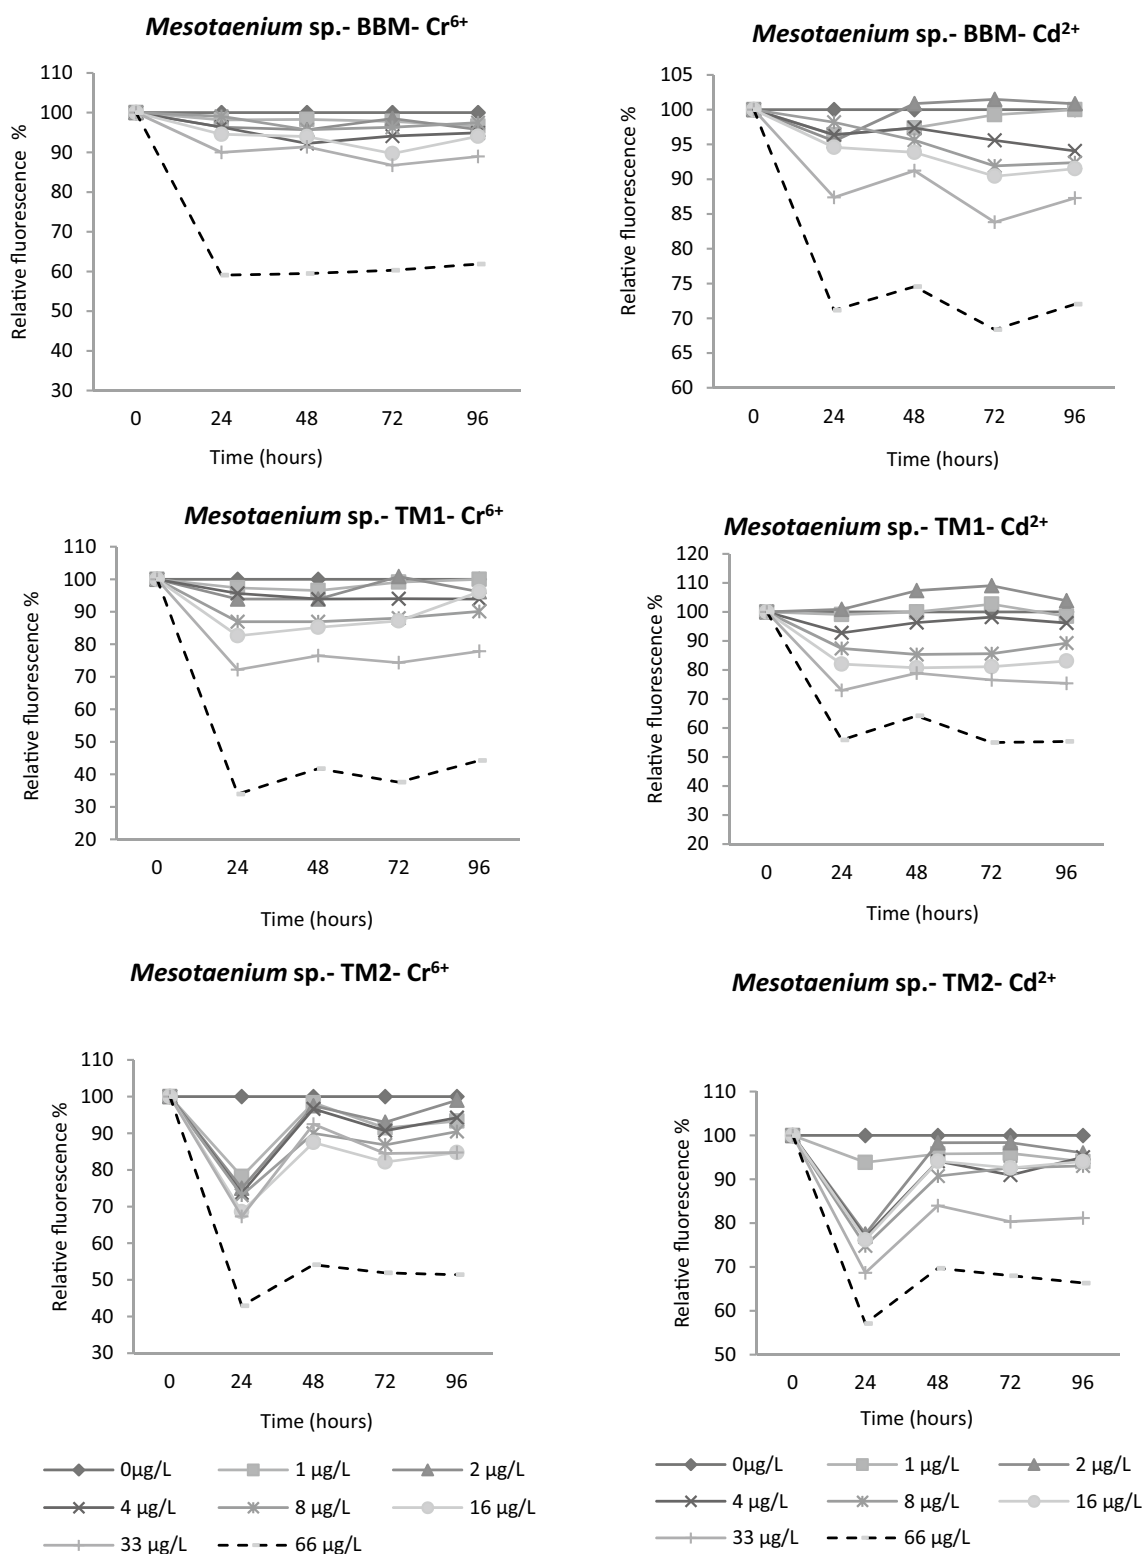 Mesotaenium sp.- BBM- Cr⁶⁺
Relative fluorescence %
110
100
90
80
70
60
50
40
30
0 24 48 72 96
Time (hours)
Mesotaenium sp.- BBM- Cd²⁺
Relative fluorescence %
105
100
95
90
85
80
75
70
65
60
0 24 48 72 96
Time (hours)
Mesotaenium sp.- TM1- Cr⁶⁺
Relative fluorescence %
110
100
90
80
70
60
50
40
30
20
0 24 48 72 96
Time (hours)
Mesotaenium sp.- TM1- Cd²⁺
Relative fluorescence %
120
110
100
90
80
70
60
50
40
30
20
0 24 48 72 96
Time (hours)
Mesotaenium sp.- TM2- Cr⁶⁺
Relative fluorescence %
110
100
90
80
70
60
50
40
30
0 24 48 72 96
Time (hours)
0µg/L 1 µg/L 2 µg/L
4 µg/L 8 µg/L 16 µg/L
33 µg/L 66 µg/L
Mesotaenium sp.- TM2- Cd²⁺
Relative fluorescence %
110
100
90
80
70
60
50
0 24 48 72 96
Time (hours)
0µg/L 1 µg/L 2 µg/L
4 µg/L 8 µg/L 16 µg/L
33 µg/L 66 µg/L